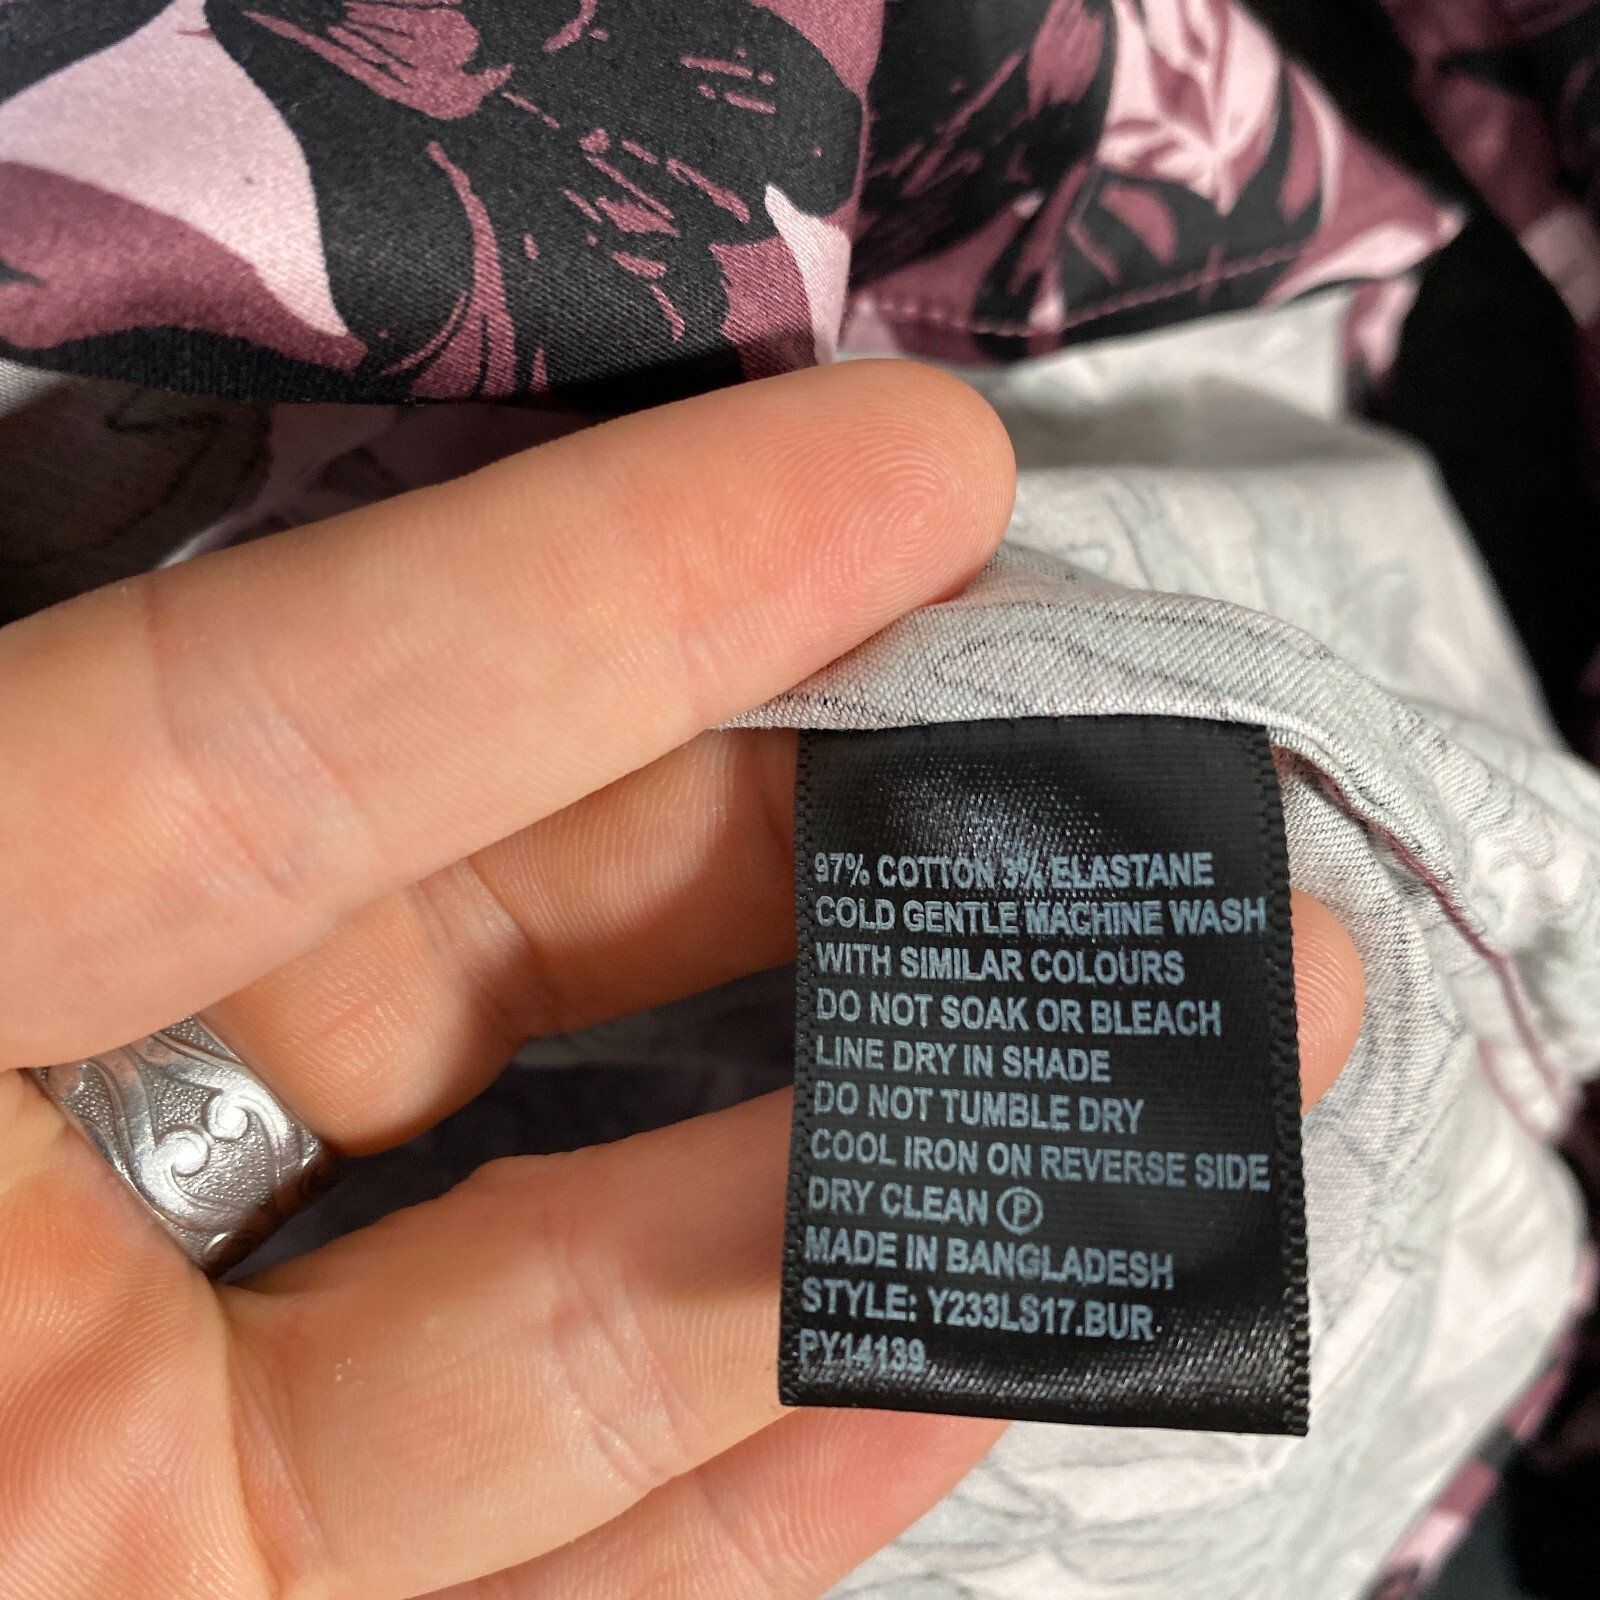 97% COTTON 3% ELASTANE
COLD GENTLE MACHINE WASH
WITH SIMILAR COLOURS
DO NOT SOAK OR BLEACH
LINE DRY IN SHADE
DO NOT TUMBLE DRY
COOL IRON ON REVERSE SIDE
DRY CLEAN Ⓟ
MADE IN BANGLADESH
STYLE: Y233LS17.BUR
PY14139